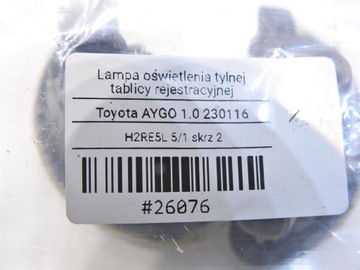 Lampa oświetlenia tylnej
tablicy rejestracyjnej
Toyota AYGO 1.0 230116
H2RE5L 5/1 skrz 2
#26076